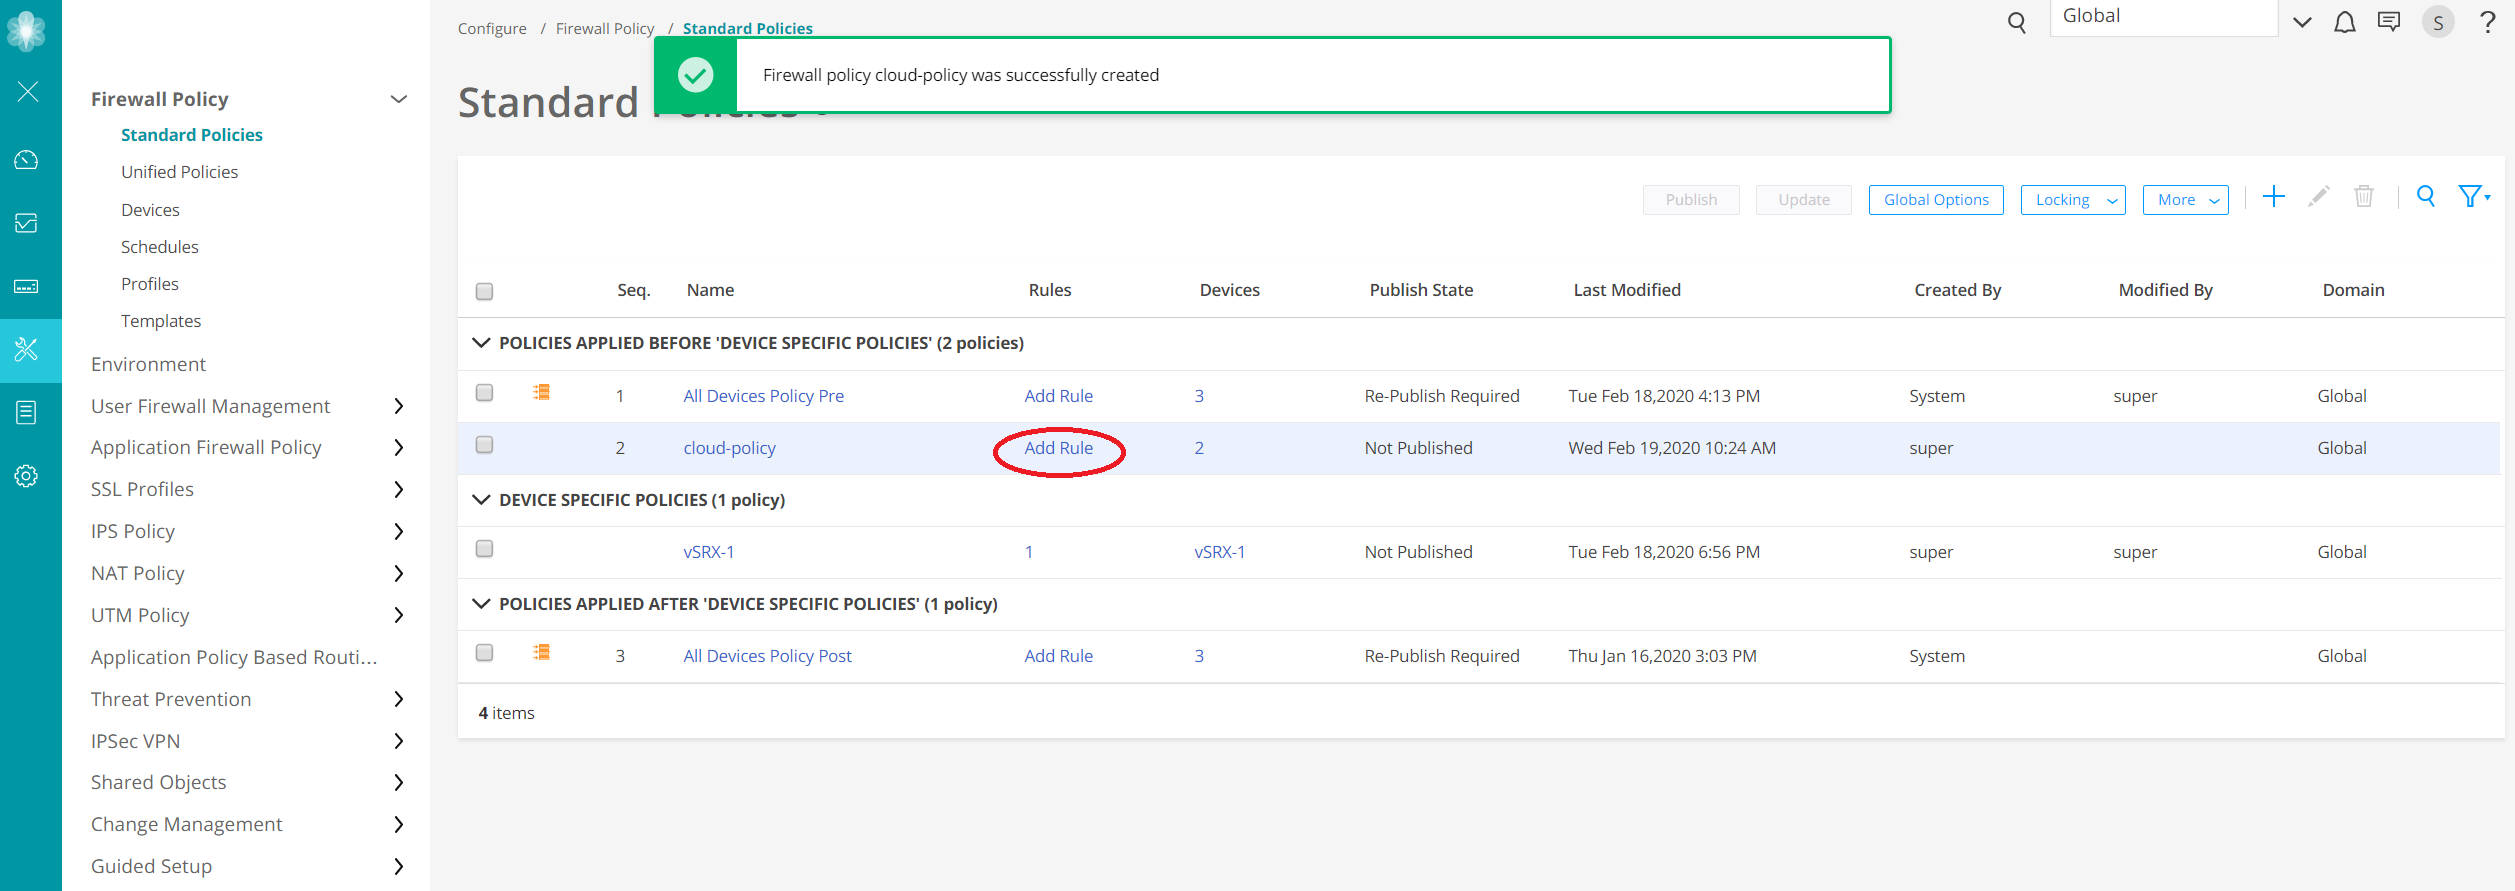 Configure / Firewall Policy / Standard Policies
Global
S
?
Firewall policy cloud-policy was successfully created
Standard Policies
Firewall Policy
Standard Policies
Unified Policies
Devices
Schedules
Profiles
Templates
Environment
User Firewall Management
Application Firewall Policy
SSL Profiles
IPS Policy
NAT Policy
UTM Policy
Application Policy Based Routi...
Threat Prevention
IPSec VPN
Shared Objects
Change Management
Guided Setup
Publish Update Global Options Locking More
Seq. Name Rules Devices Publish State Last Modified Created By Modified By Domain
POLICIES APPLIED BEFORE 'DEVICE SPECIFIC POLICIES' (2 policies)
1 All Devices Policy Pre Add Rule 3 Re-Publish Required Tue Feb 18,2020 4:13 PM System super Global
2 cloud-policy Add Rule 2 Not Published Wed Feb 19,2020 10:24 AM super Global
DEVICE SPECIFIC POLICIES (1 policy)
vSRX-1 1 vSRX-1 Not Published Tue Feb 18,2020 6:56 PM super super Global
POLICIES APPLIED AFTER 'DEVICE SPECIFIC POLICIES' (1 policy)
3 All Devices Policy Post Add Rule 3 Re-Publish Required Thu Jan 16,2020 3:03 PM System Global
4 items